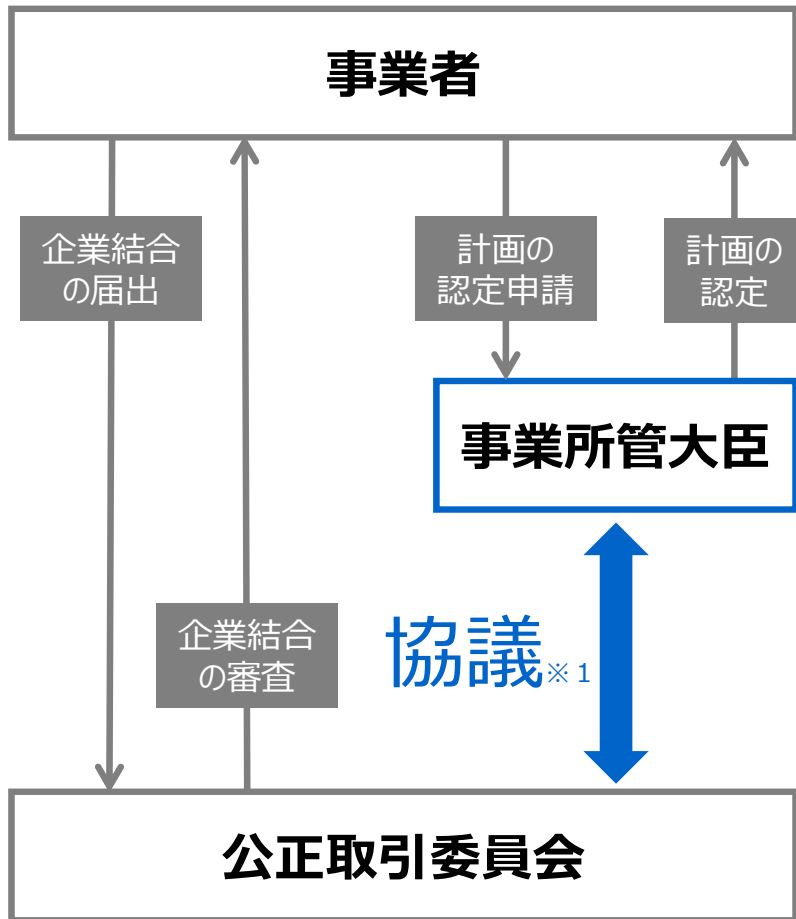 事業者
企業結合
の届出
計画の
認定申請
計画の
認定
事業所管大臣
協議※1
企業結合
の審査
公正取引委員会